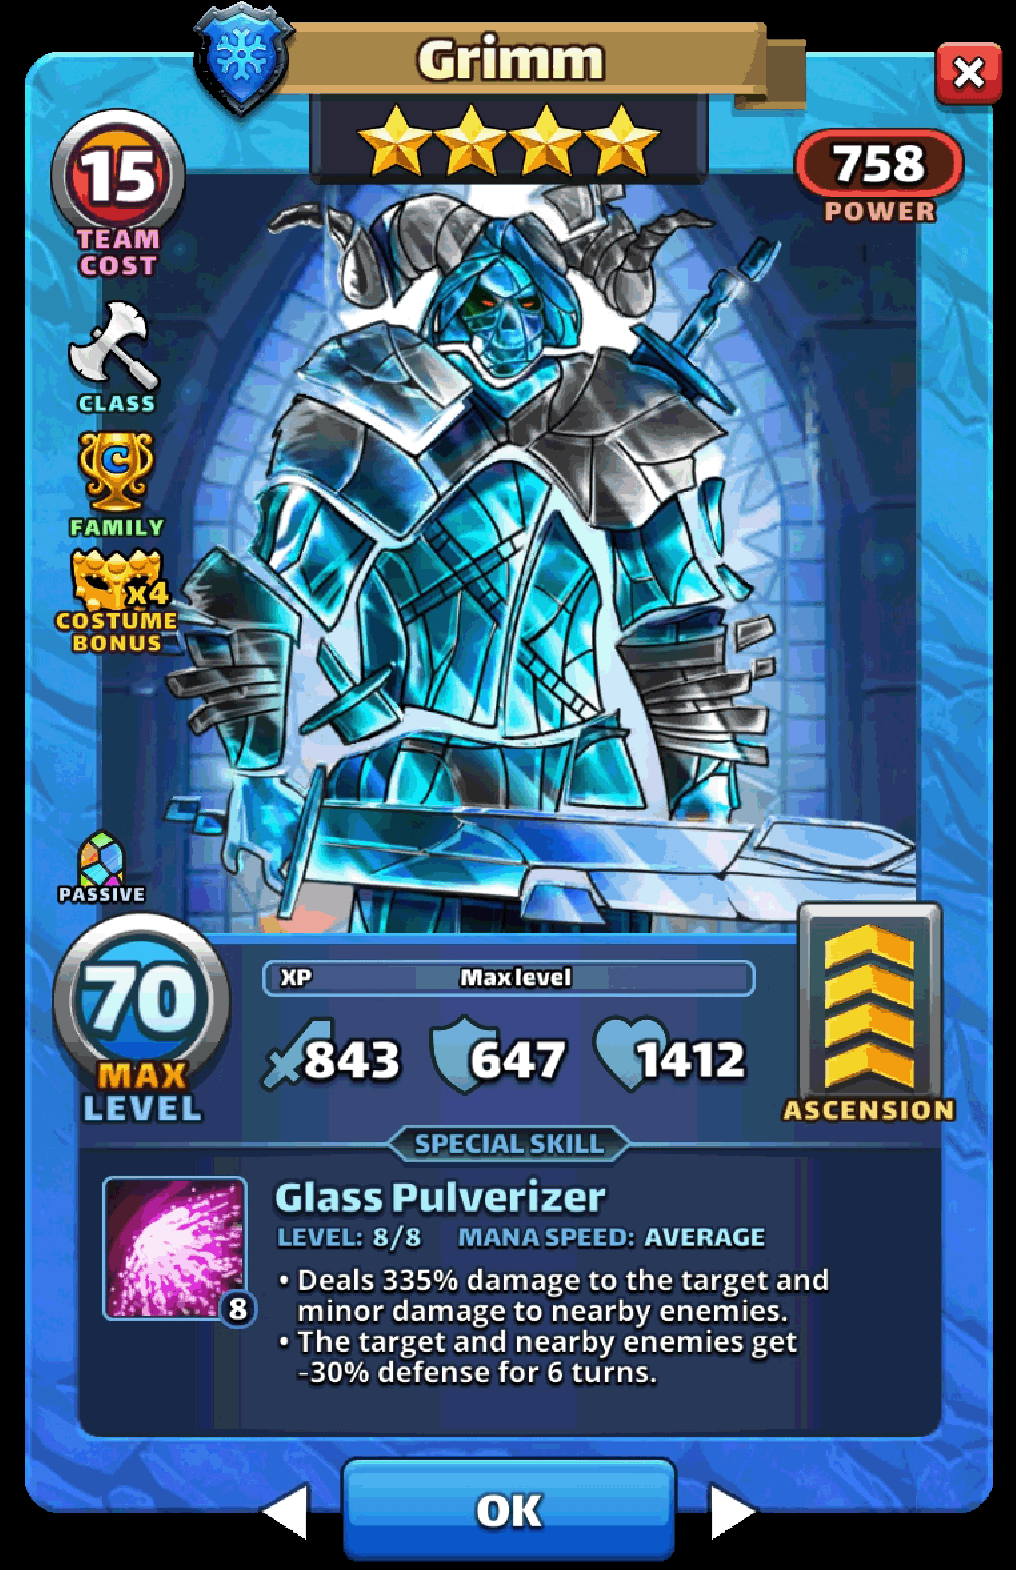 Grimm
15
TEAM
COST
758
POWER
CLASS
C
FAMILY
x4
COSTUME
BONUS
PASSIVE
70
MAX
LEVEL
XP Max level
843 647 1412
ASCENSION
SPECIAL SKILL
Glass Pulverizer
LEVEL: 8/8 MANA SPEED: AVERAGE
8
• Deals 335% damage to the target and
minor damage to nearby enemies.
• The target and nearby enemies get
-30% defense for 6 turns.
OK